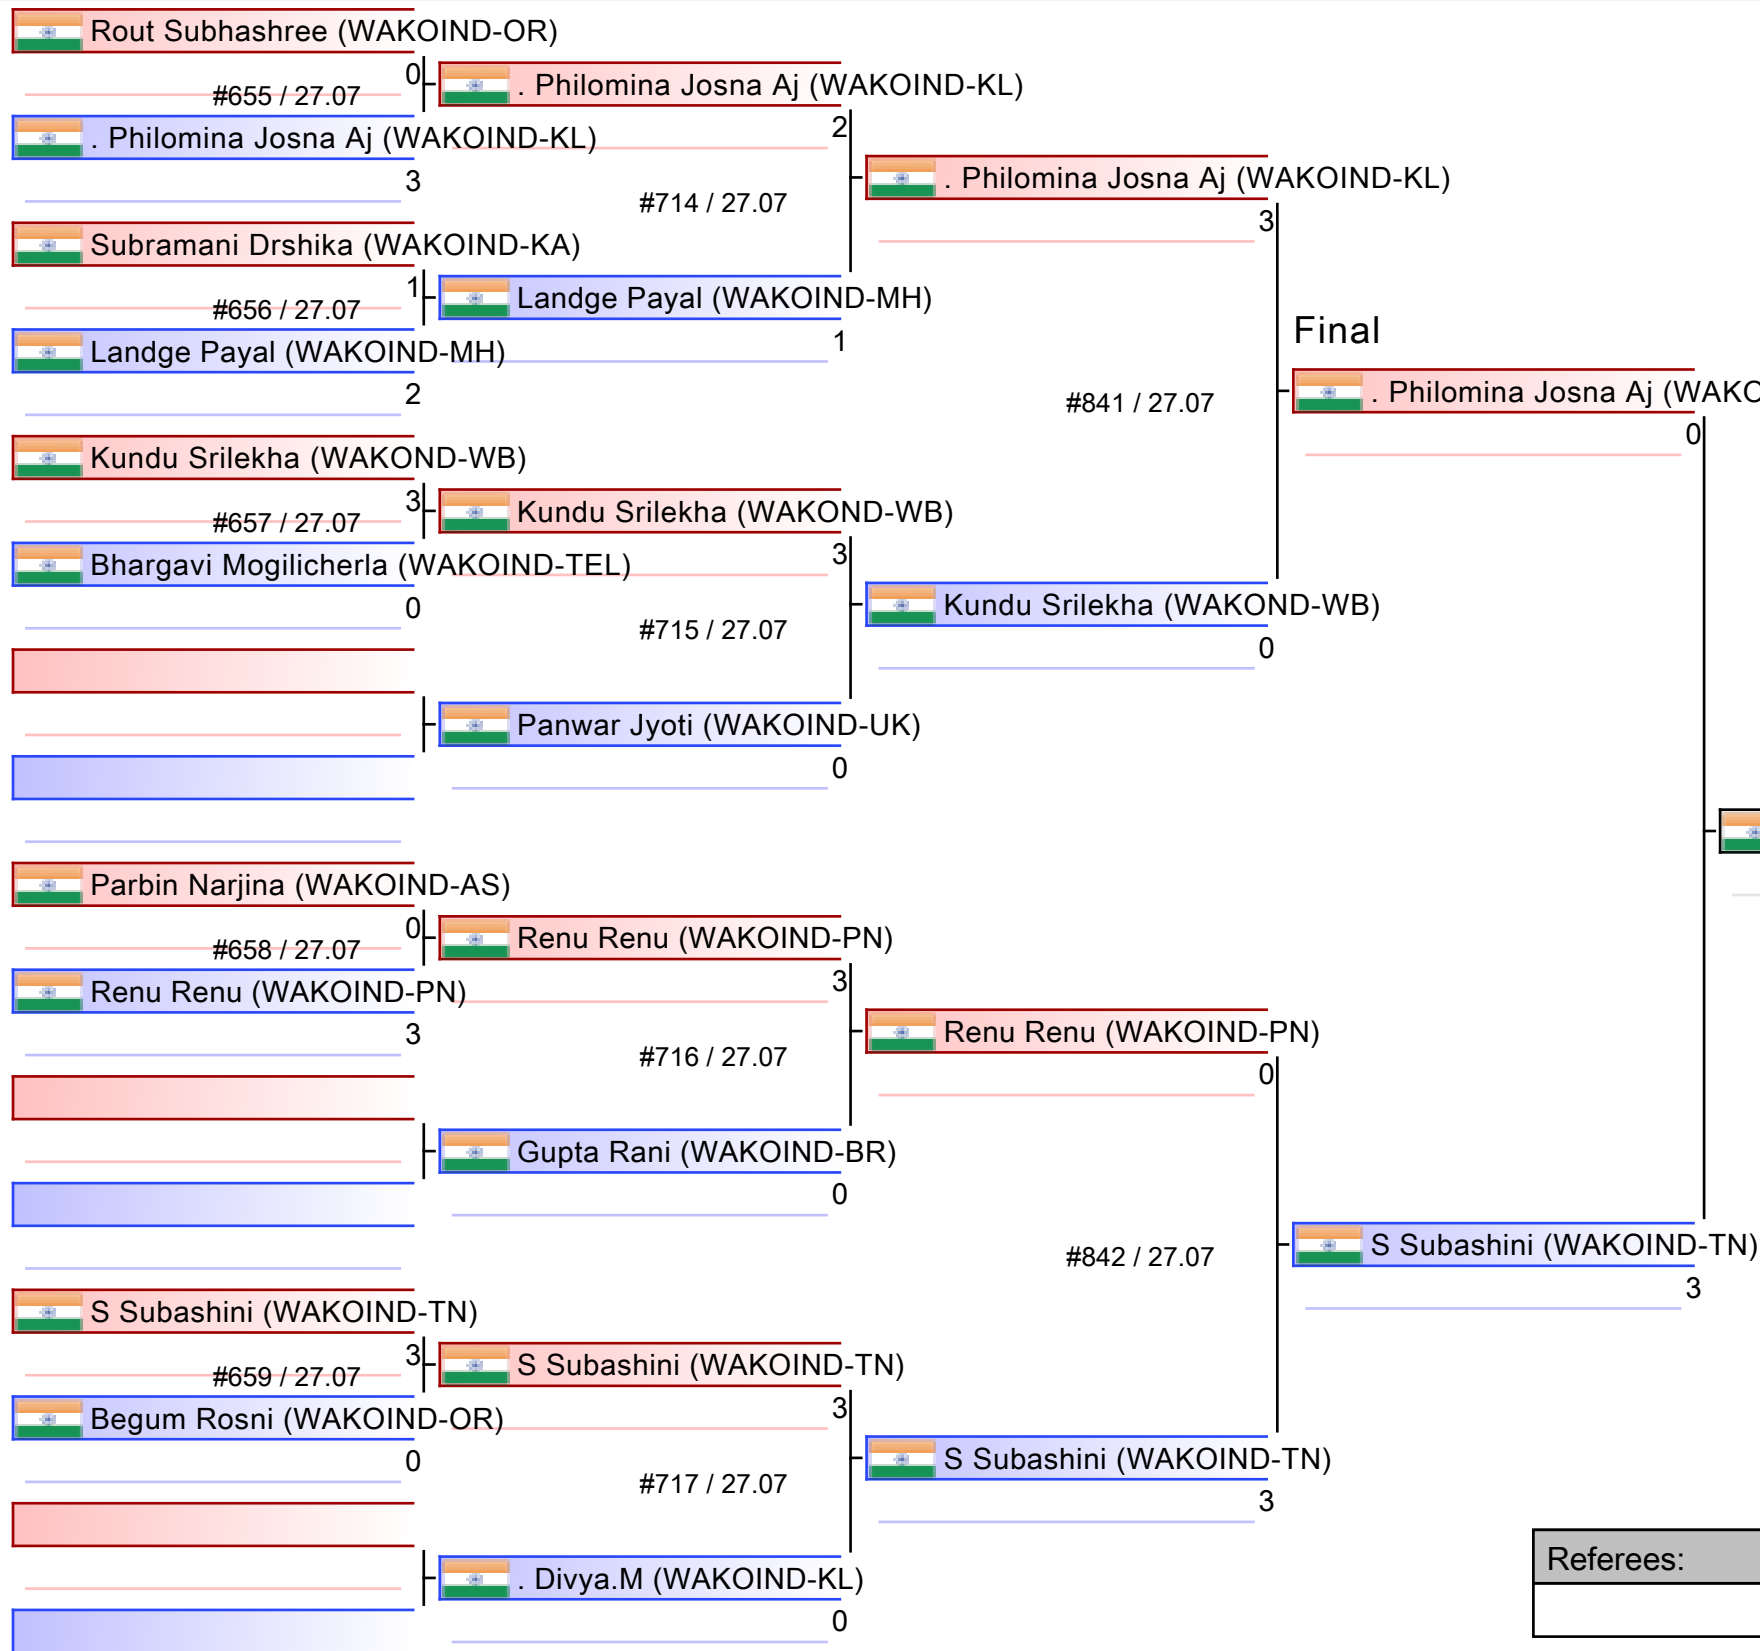 Rout Subhashree (WAKOIND-OR)
0
#655 / 27.07
. Philomina Josna Aj (WAKOIND-KL)
3
Subramani Drshika (WAKOIND-KA)
1
#656 / 27.07
Landge Payal (WAKOIND-MH)
2
Kundu Srilekha (WAKOND-WB)
3
#657 / 27.07
Bhargavi Mogilicherla (WAKOIND-TEL)
0
Parbin Narjina (WAKOIND-AS)
0
#658 / 27.07
Renu Renu (WAKOIND-PN)
3
S Subashini (WAKOIND-TN)
3
#659 / 27.07
Begum Rosni (WAKOIND-OR)
0
. Philomina Josna Aj (WAKOIND-KL)
2
#714 / 27.07
Landge Payal (WAKOIND-MH)
1
Kundu Srilekha (WAKOND-WB)
3
#715 / 27.07
Panwar Jyoti (WAKOIND-UK)
0
Renu Renu (WAKOIND-PN)
3
#716 / 27.07
Gupta Rani (WAKOIND-BR)
0
S Subashini (WAKOIND-TN)
3
#717 / 27.07
. Divya.M (WAKOIND-KL)
0
. Philomina Josna Aj (WAKOIND-KL)
3
#841 / 27.07
Kundu Srilekha (WAKOND-WB)
0
Renu Renu (WAKOIND-PN)
0
#842 / 27.07
S Subashini (WAKOIND-TN)
3
Final
. Philomina Josna Aj (WAKO
0
S Subashini (WAKOIND-TN)
3
Referees: